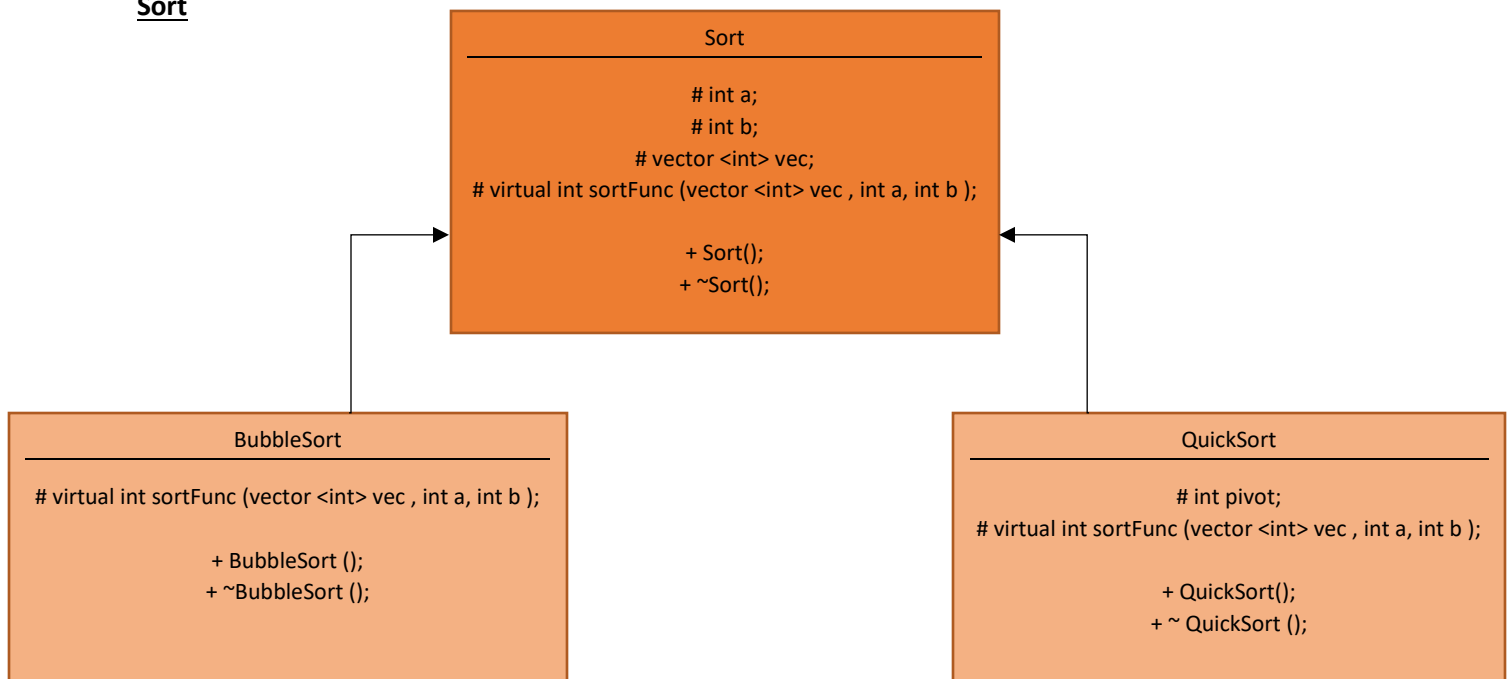 Sort
Sort
# int a;
# int b;
# vector <int> vec;
# virtual int sortFunc (vector <int> vec , int a, int b );
+ Sort();
+ ~Sort();
BubbleSort
# virtual int sortFunc (vector <int> vec , int a, int b );
+ BubbleSort ();
+ ~BubbleSort ();
QuickSort
# int pivot;
# virtual int sortFunc (vector <int> vec , int a, int b );
+ QuickSort();
+ ~ QuickSort ();